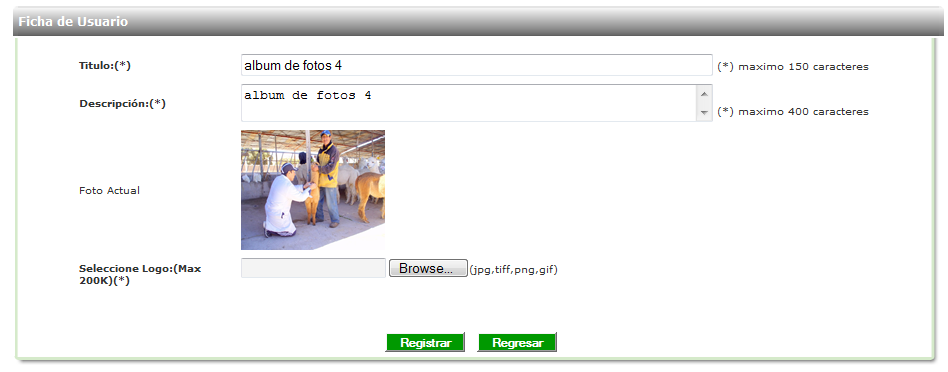 Ficha de Usuario
Titulo:(*) album de fotos 4 (*) maximo 150 caracteres
Descripción:(*) album de fotos 4 (*) maximo 400 caracteres
Foto Actual
Seleccione Logo:(Max
200K)(*) Browse... (jpg,tiff,png,gif)
Registrar Regresar